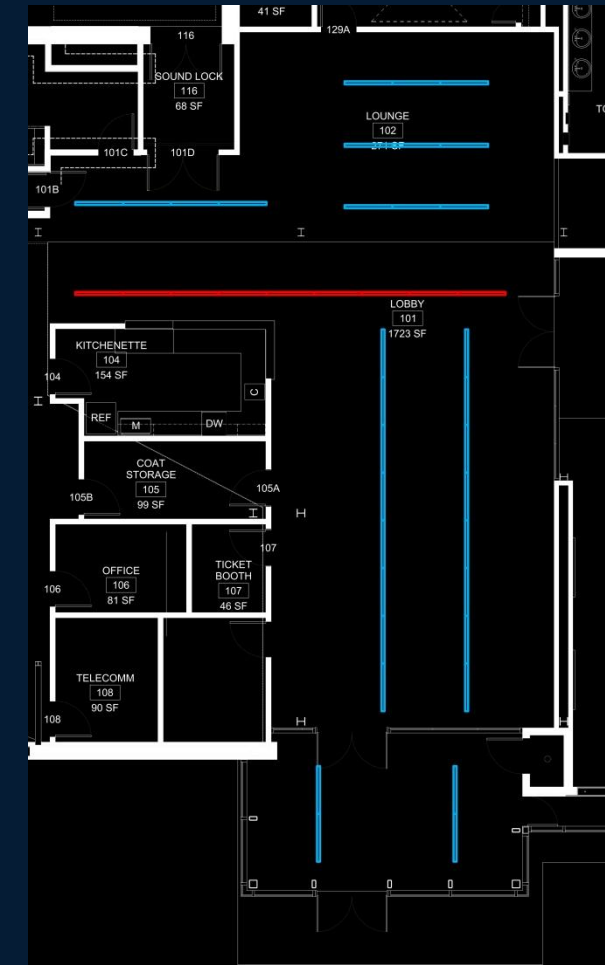 41 SF
129A
116
SOUND LOCK
116
68 SF
LOUNGE
102
271 SF
101C
101D
101B
LOBBY
101
1723 SF
KITCHENETTE
104
154 SF
104
C
REF
M
DW
COAT
STORAGE
105
99 SF
105A
105B
107
OFFICE
106
81 SF
TICKET
BOOTH
107
46 SF
106
TELECOMM
108
90 SF
108